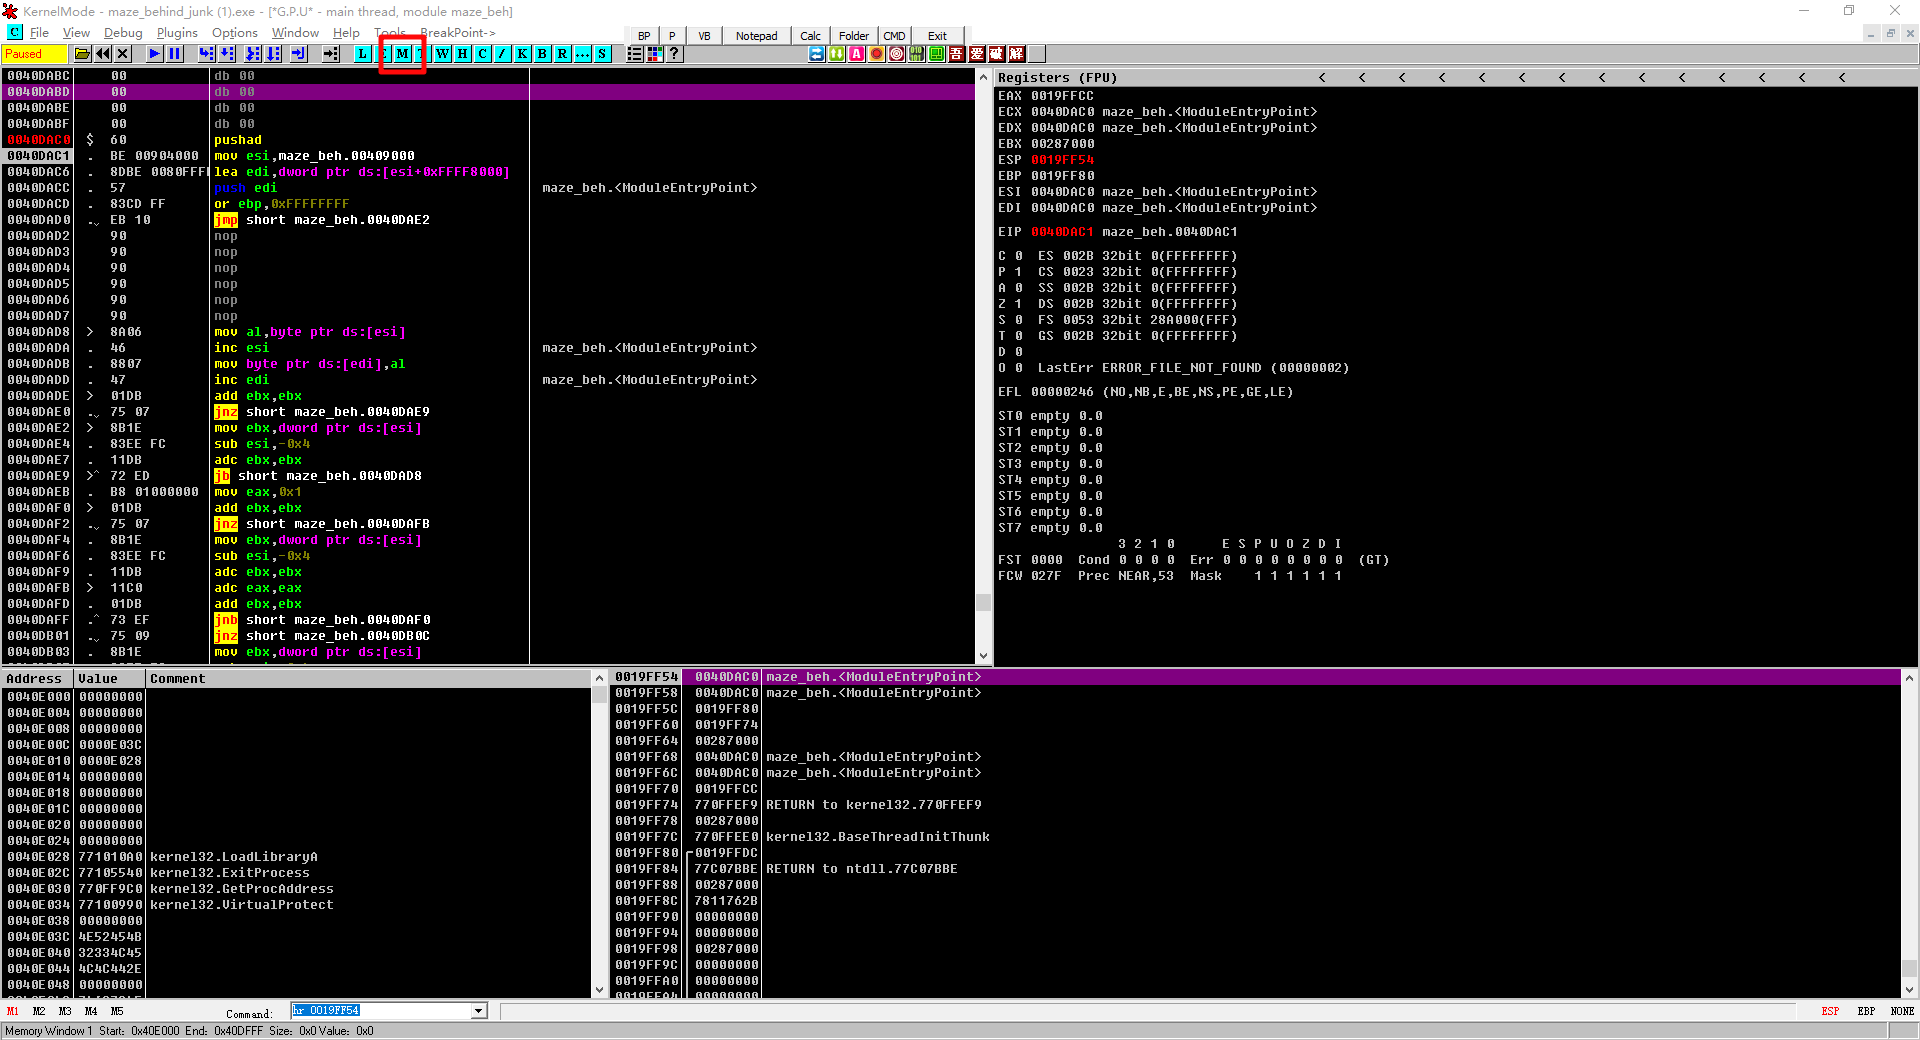 KernelMode - maze_behind_junk (1).exe - [*G.P.U* - main thread, module maze_beh]
File View Debug Plugins Options Window Help Tools BreakPoint->
BP P VB Notepad Calc Folder CMD Exit
Paused
L E M T W H C / K B R ... S
吾 爱 破 解
0040DABC 00 db 00
0040DABD 00 db 00
0040DABE 00 db 00
0040DABF 00 db 00
0040DAC0 $ 60 pushad
0040DAC1 . BE 00904000 mov esi,maze_beh.00409000
0040DAC6 . 8DBE 0080FFF lea edi,dword ptr ds:[esi+0xFFFF8000]
0040DACC . 57 push edi maze_beh.<ModuleEntryPoint>
0040DACD . 83CD FF or ebp,0xFFFFFFFF
0040DAD0 .. EB 10 jmp short maze_beh.0040DAE2
0040DAD2 90 nop
0040DAD3 90 nop
0040DAD4 90 nop
0040DAD5 90 nop
0040DAD6 90 nop
0040DAD7 90 nop
0040DAD8 > 8A06 mov al,byte ptr ds:[esi]
0040DADA . 46 inc esi maze_beh.<ModuleEntryPoint>
0040DADB . 8807 mov byte ptr ds:[edi],al
0040DADD . 47 inc edi maze_beh.<ModuleEntryPoint>
0040DADE > 01DB add ebx,ebx
0040DAE0 .. 75 07 jnz short maze_beh.0040DAE9
0040DAE2 > 8B1E mov ebx,dword ptr ds:[esi]
0040DAE4 . 83EE FC sub esi,-0x4
0040DAE7 . 11DB adc ebx,ebx
0040DAE9 >^ 72 ED jb short maze_beh.0040DAD8
0040DAEB . B8 01000000 mov eax,0x1
0040DAF0 > 01DB add ebx,ebx
0040DAF2 .. 75 07 jnz short maze_beh.0040DAFB
0040DAF4 . 8B1E mov ebx,dword ptr ds:[esi]
0040DAF6 . 83EE FC sub esi,-0x4
0040DAF9 . 11DB adc ebx,ebx
0040DAFB > 11C0 adc eax,eax
0040DAFD . 01DB add ebx,ebx
0040DAFF .^ 73 EF jnb short maze_beh.0040DAF0
0040DB01 .. 75 09 jnz short maze_beh.0040DB0C
0040DB03 . 8B1E mov ebx,dword ptr ds:[esi]
Registers (FPU) < < < < < < < < < < < < < <
EAX 0019FFCC
ECX 0040DAC0 maze_beh.<ModuleEntryPoint>
EDX 0040DAC0 maze_beh.<ModuleEntryPoint>
EBX 00287000
ESP 0019FF54
EBP 0019FF80
ESI 0040DAC0 maze_beh.<ModuleEntryPoint>
EDI 0040DAC0 maze_beh.<ModuleEntryPoint>
EIP 0040DAC1 maze_beh.0040DAC1
C 0 ES 002B 32bit 0(FFFFFFFF)
P 1 CS 0023 32bit 0(FFFFFFFF)
A 0 SS 002B 32bit 0(FFFFFFFF)
Z 1 DS 002B 32bit 0(FFFFFFFF)
S 0 FS 0053 32bit 28A000(FFF)
T 0 GS 002B 32bit 0(FFFFFFFF)
D 0
O 0 LastErr ERROR_FILE_NOT_FOUND (00000002)
EFL 00000246 (NO,NB,E,BE,NS,PE,GE,LE)
ST0 empty 0.0
ST1 empty 0.0
ST2 empty 0.0
ST3 empty 0.0
ST4 empty 0.0
ST5 empty 0.0
ST6 empty 0.0
ST7 empty 0.0
3 2 1 0 E S P U O Z D I
FST 0000 Cond 0 0 0 0 Err 0 0 0 0 0 0 0 0 (GT)
FCW 027F Prec NEAR,53 Mask 1 1 1 1 1 1
Address Value Comment
0040E000 00000000
0040E004 00000000
0040E008 00000000
0040E00C 0000E03C
0040E010 0000E028
0040E014 00000000
0040E018 00000000
0040E01C 00000000
0040E020 00000000
0040E024 00000000
0040E028 771010A0 kernel32.LoadLibraryA
0040E02C 77105540 kernel32.ExitProcess
0040E030 770FF9C0 kernel32.GetProcAddress
0040E034 77100990 kernel32.VirtualProtect
0040E038 00000000
0040E03C 4E52454B
0040E040 32334C45
0040E044 4C4C442E
0040E048 00000000
0019FF54 0040DAC0 maze_beh.<ModuleEntryPoint>
0019FF58 0040DAC0 maze_beh.<ModuleEntryPoint>
0019FF5C 0019FF80
0019FF60 0019FF74
0019FF64 00287000
0019FF68 0040DAC0 maze_beh.<ModuleEntryPoint>
0019FF6C 0040DAC0 maze_beh.<ModuleEntryPoint>
0019FF70 0019FFCC
0019FF74 770FFEF9 RETURN to kernel32.770FFEF9
0019FF78 00287000
0019FF7C 770FFEE0 kernel32.BaseThreadInitThunk
0019FF80 0019FFDC
0019FF84 77C07BBE RETURN to ntdll.77C07BBE
0019FF88 00287000
0019FF8C 7811762B
0019FF90 00000000
0019FF94 00000000
0019FF98 00287000
0019FF9C 00000000
0019FFA0 00000000
0019FFA4 00000000
M1 M2 M3 M4 M5 Command: hr 0019FF54 ESP EBP NONE
Memory Window 1 Start: 0x40E000 End: 0x40DFFF Size: 0x0 Value: 0x0